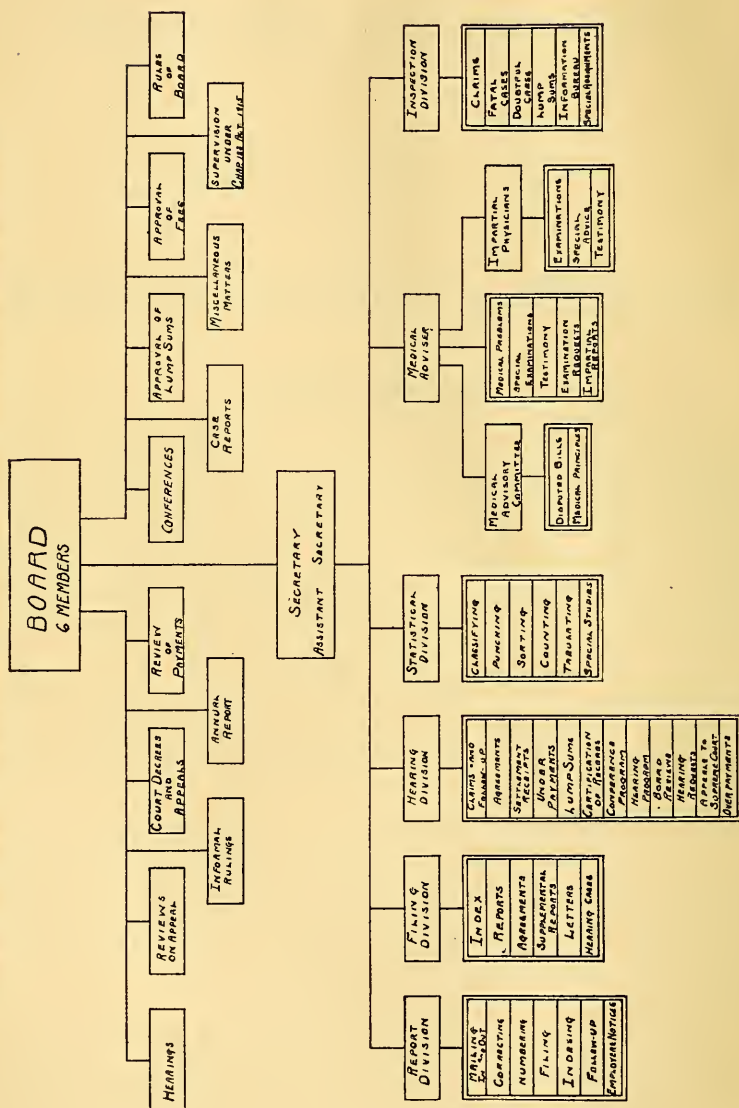 BOARD
6 MEMBERS
HEARINGS
REVIEWS
ON APPEAL
INFORMAL
RULINGS
COURT DECREES
AND
APPEALS
ANNUAL
REPORT
REVIEW
OF
PAYMENTS
CONFERENCES
CASE
REPORTS
APPROVAL OF
LUMP SUMS
MISCELLANEOUS
MATTERS
APPROVAL
OF
FEES
SUPERVISION
UNDER
CHAP 132 ACT 1915
RULES
OF
BOARD
SECRETARY
ASSISTANT SECRETARY
REPORT
DIVISION
MAILING
IN AND OUT
CORRECTING
NUMBERING
FILING
INDEXING
FOLLOW-UP
EMPLOYERS NOTICES
FILING
DIVISION
INDEX
REPORTS
AGREEMENTS
SUPPLEMENTAL
REPORTS
LETTERS
HEARING CASES
HEARING
DIVISION
CLAIMS AND
FOLLOW-UP
AGREEMENTS
SETTLEMENT
RECEIPTS
UNDER
PAYMENTS
LUMP SUMS
CERTIFICATION
OF RECORDS
CONFERENCE
PROGRAM
HEARING
PROGRAM
BOARD
REVIEWS
HEARING
REQUESTS
APPEALS TO
SUPREME COURT
OVER PAYMENTS
STATISTICAL
DIVISION
CLASSIFYING
PUNCHING
SORTING
COUNTING
TABULATING
SPECIAL STUDIES
MEDICAL
ADVISER
MEDICAL
ADVISORY
COMMITTEE
DISPUTED BILLS
MEDICAL PRINCIPLES
MEDICAL PROBLEMS
SPECIAL
EXAMINATIONS
TESTIMONY
EXAMINATION
REQUESTS
IMPARTIAL
REPORTS
IMPARTIAL
PHYSICIANS
EXAMINATIONS
SPECIAL
ADVICE
TESTIMONY
INSPECTION
DIVISION
CLAIMS
FATAL
CASES
DOUBTFUL
CASES
LUMP
SUMS
INFORMATION
BUREAU
SPECIAL ASSIGNMENTS